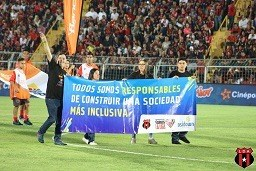 TODOS SOMOS RESPONSABLES
DE CONSTRUIR UNA SOCIEDAD
MÁS INCLUSIVA
Cinépolis